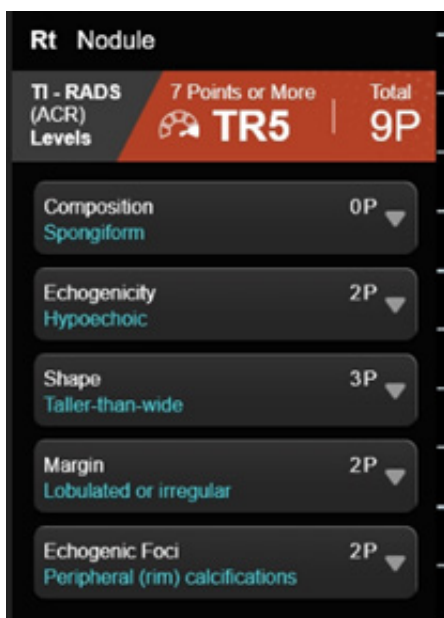 Rt Nodule
TI - RADS
(ACR)
Levels
7 Points or More
TR5
Total
9P
Composition 0P
Spongiform
Echogenicity 2P
Hypoechoic
Shape 3P
Taller-than-wide
Margin 2P
Lobulated or irregular
Echogenic Foci 2P
Peripheral (rim) calcifications